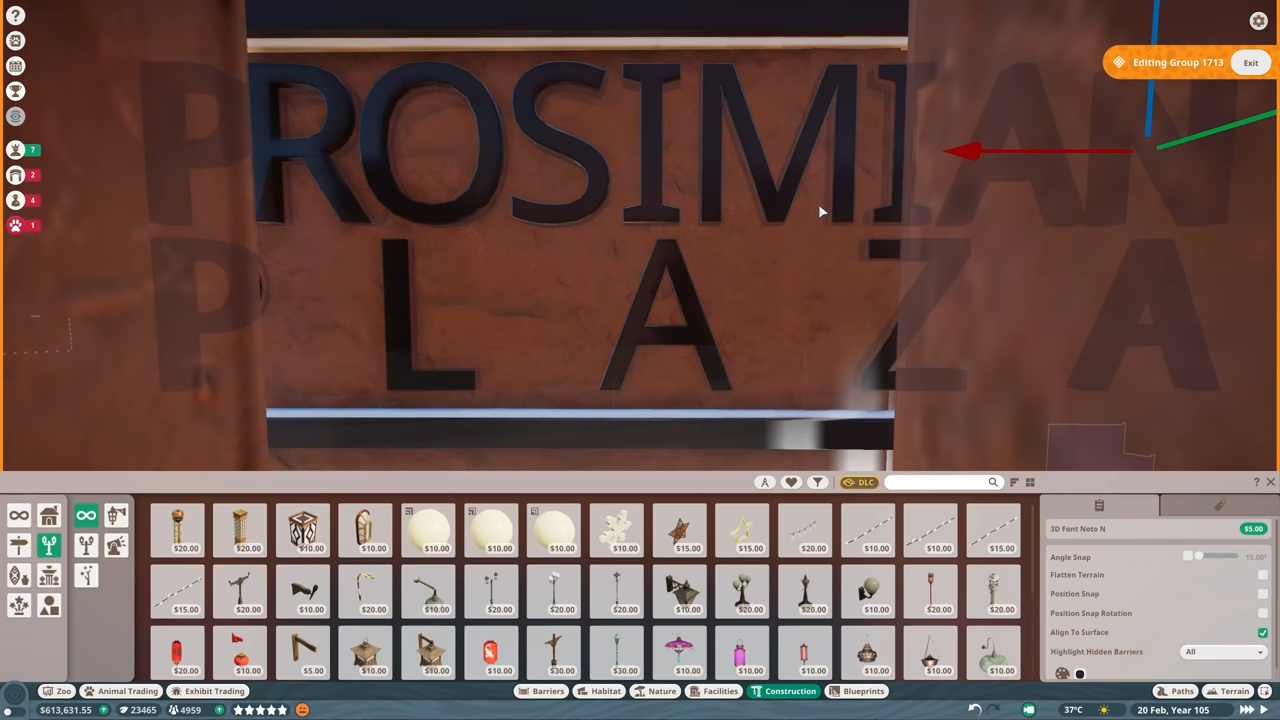 Editing Group 1713
Exit
7
2
4
1
PROSIMIAN
PLAZA
DLC
?
$20.00 $20.00 $10.00 $10.00 $10.00 $10.00 $10.00 $10.00 $15.00 $15.00 $20.00 $10.00 $10.00 $15.00
$15.00 $20.00 $10.00 $20.00 $10.00 $20.00 $20.00 $20.00 $10.00 $20.00 $20.00 $10.00 $20.00 $20.00
$20.00 $10.00 $5.00 $10.00 $10.00 $10.00 $30.00 $30.00 $10.00 $10.00 $10.00 $10.00 $10.00 $10.00
3D Font Noto N $5.00
Angle Snap 15.00°
Flatten Terrain
Position Snap
Position Snap Rotation
Align To Surface
Highlight Hidden Barriers All
Zoo Animal Trading Exhibit Trading Barriers Habitat Nature Facilities Construction Blueprints Paths Terrain
$613,631.55 23465 4959 37°C 20 Feb, Year 105